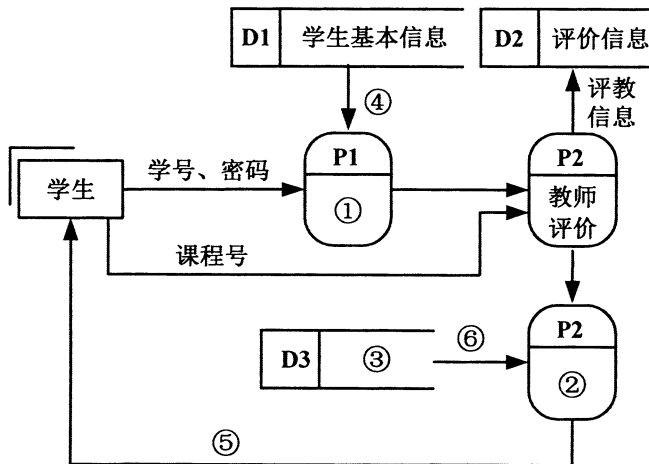 D1 学生基本信息
D2 评价信息
④
评教
信息
学生
学号、密码
P1
①
P2
教师
评价
课程号
D3 ③
⑥
P2
②
⑤